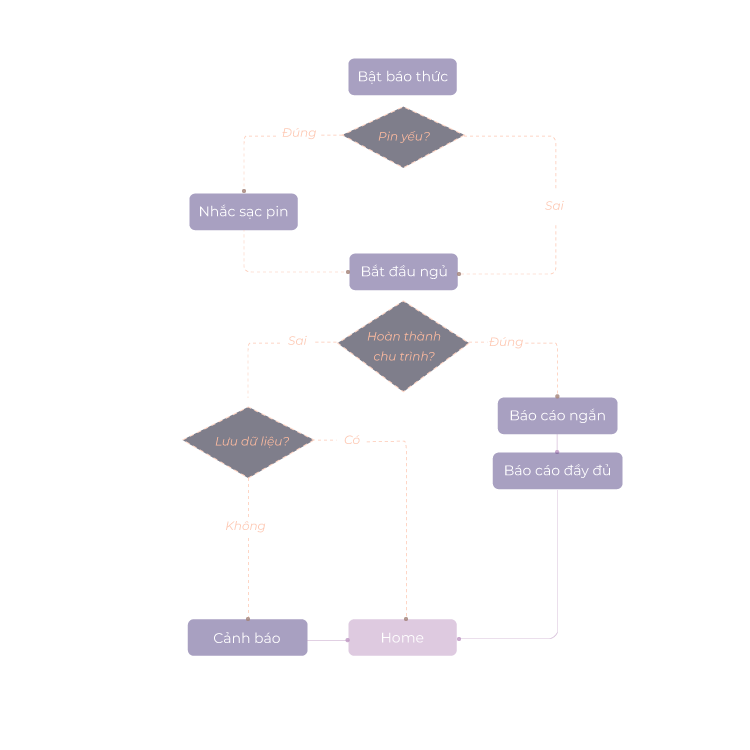 Bật báo thức
Đúng
Pin yếu?
Nhắc sạc pin
Sai
Bắt đầu ngủ
Sai
Hoàn thành
chu trình?
Đúng
Báo cáo ngắn
Lưu dữ liệu?
Có
Báo cáo đầy đủ
Không
Cảnh báo
Home